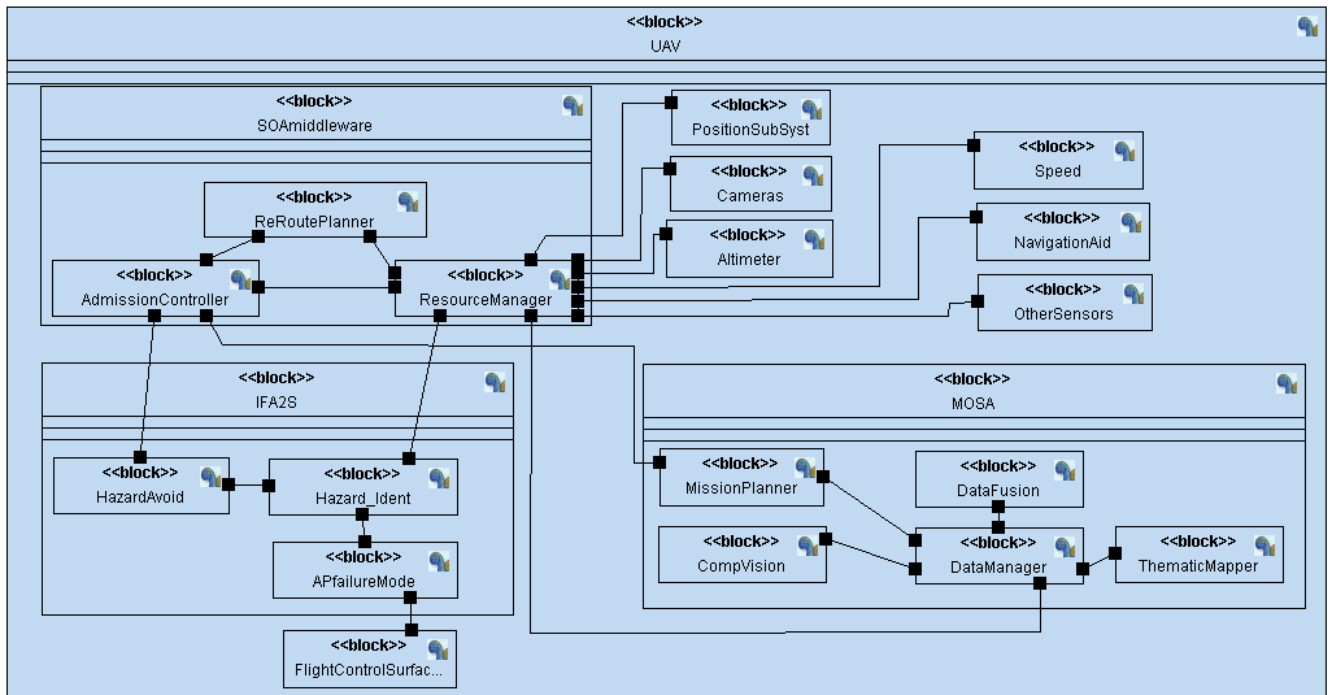 <<block>>
UAV
<<block>>
SOAmiddleware
<<block>>
ReRoutePlanner
<<block>>
AdmissionController
<<block>>
ResourceManager
<<block>>
PositionSubSyst
<<block>>
Cameras
<<block>>
Altimeter
<<block>>
Speed
<<block>>
NavigationAid
<<block>>
OtherSensors
<<block>>
IFA2S
<<block>>
HazardAvoid
<<block>>
Hazard_Ident
<<block>>
APfailureMode
<<block>>
FlightControlSurfac...
<<block>>
MOSA
<<block>>
MissionPlanner
<<block>>
DataFusion
<<block>>
CompVision
<<block>>
DataManager
<<block>>
ThematicMapper